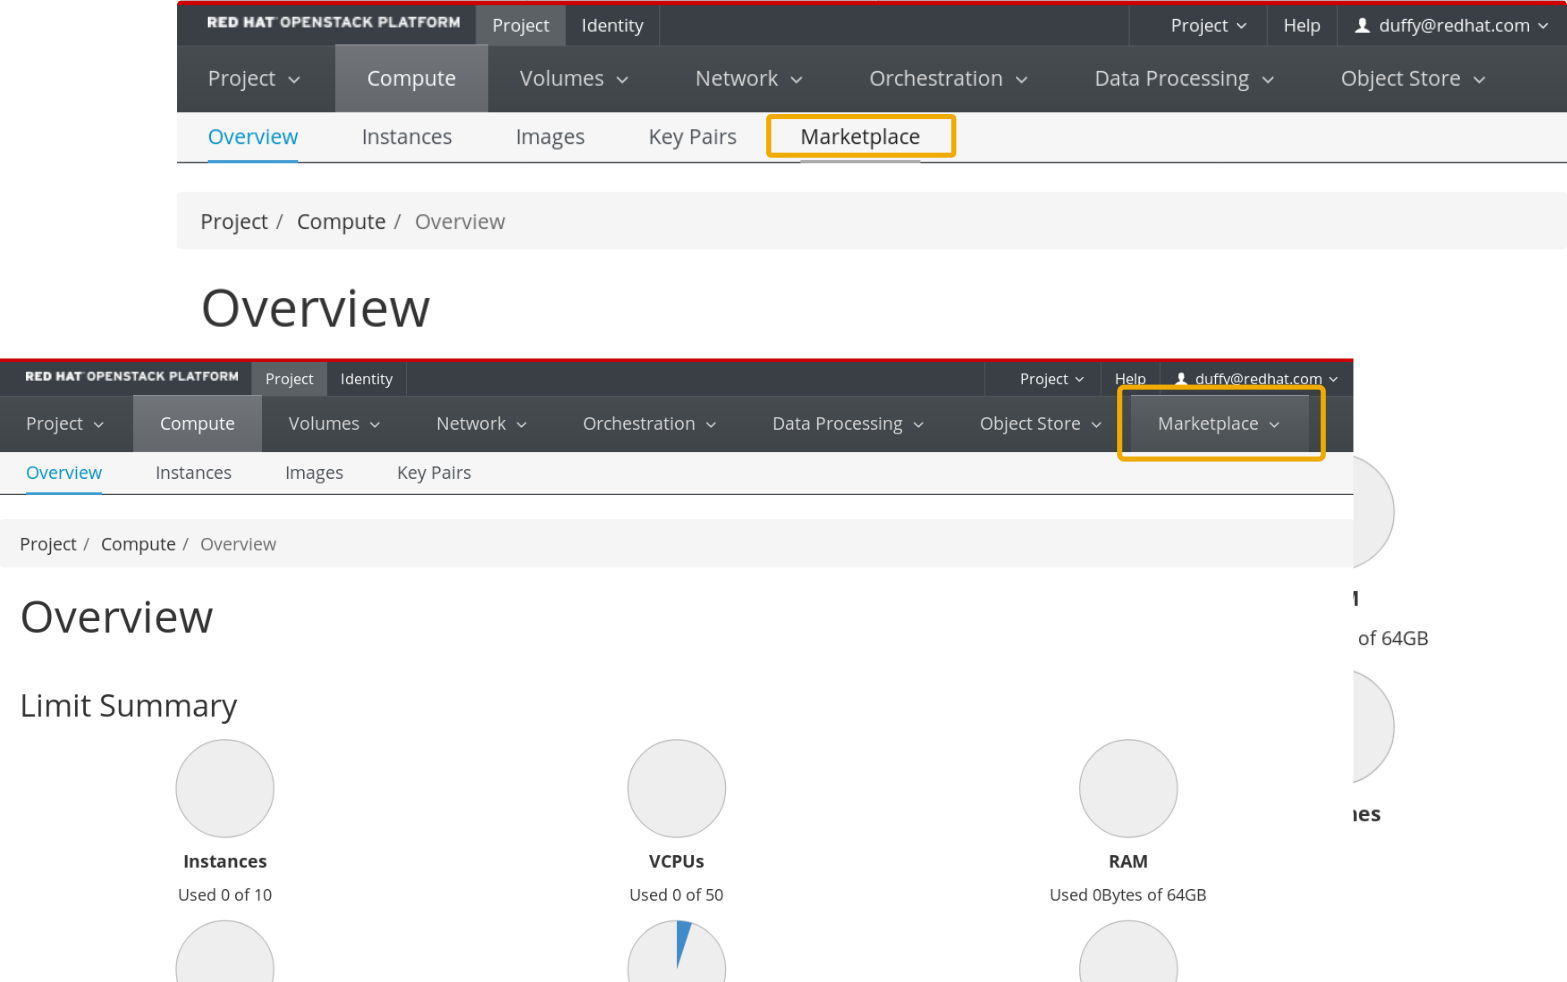 RED HAT OPENSTACK PLATFORM Project Identity Project Help duffy@redhat.com
Project Compute Volumes Network Orchestration Data Processing Object Store
Overview Instances Images Key Pairs Marketplace
Project / Compute / Overview
Overview
RED HAT OPENSTACK PLATFORM Project Identity Project Help duffy@redhat.com
Project Compute Volumes Network Orchestration Data Processing Object Store Marketplace
Overview Instances Images Key Pairs
Project / Compute / Overview
Overview
of 64GB
Limit Summary
Instances VCPUs RAM
Used 0 of 10 Used 0 of 50 Used 0Bytes of 64GB